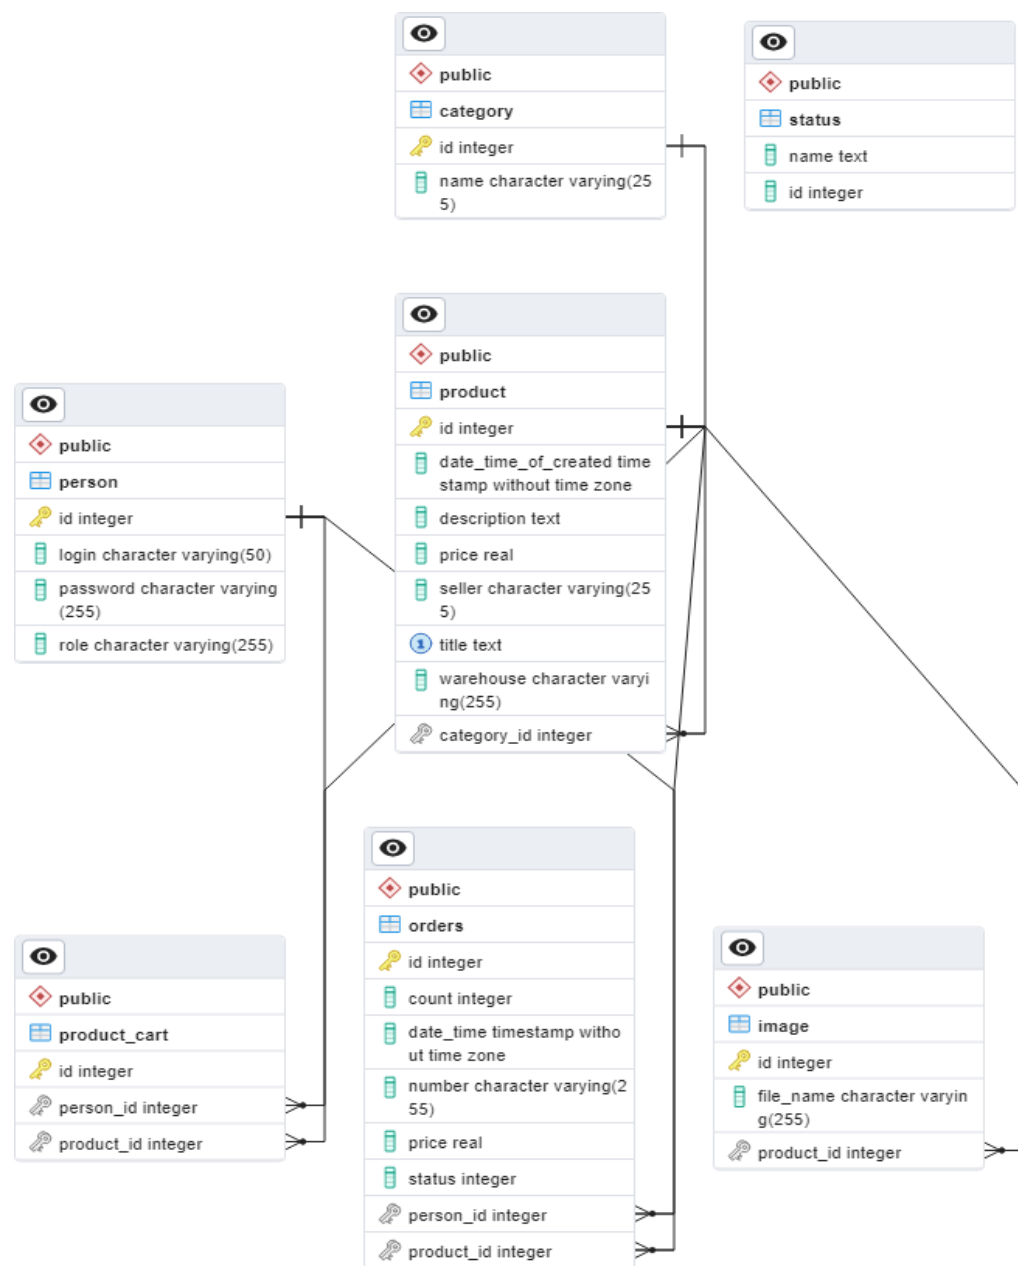 public
category
id integer
name character varying(25
5)
public
status
name text
id integer
public
product
id integer
date_time_of_created time
stamp without time zone
description text
price real
seller character varying(25
5)
1 title text
warehouse character varyi
ng(255)
category_id integer
public
person
id integer
login character varying(50)
password character varying
(255)
role character varying(255)
public
product_cart
id integer
person_id integer
product_id integer
public
orders
id integer
count integer
date_time timestamp witho
ut time zone
number character varying(2
55)
price real
status integer
person_id integer
product_id integer
public
image
id integer
file_name character varyin
g(255)
product_id integer